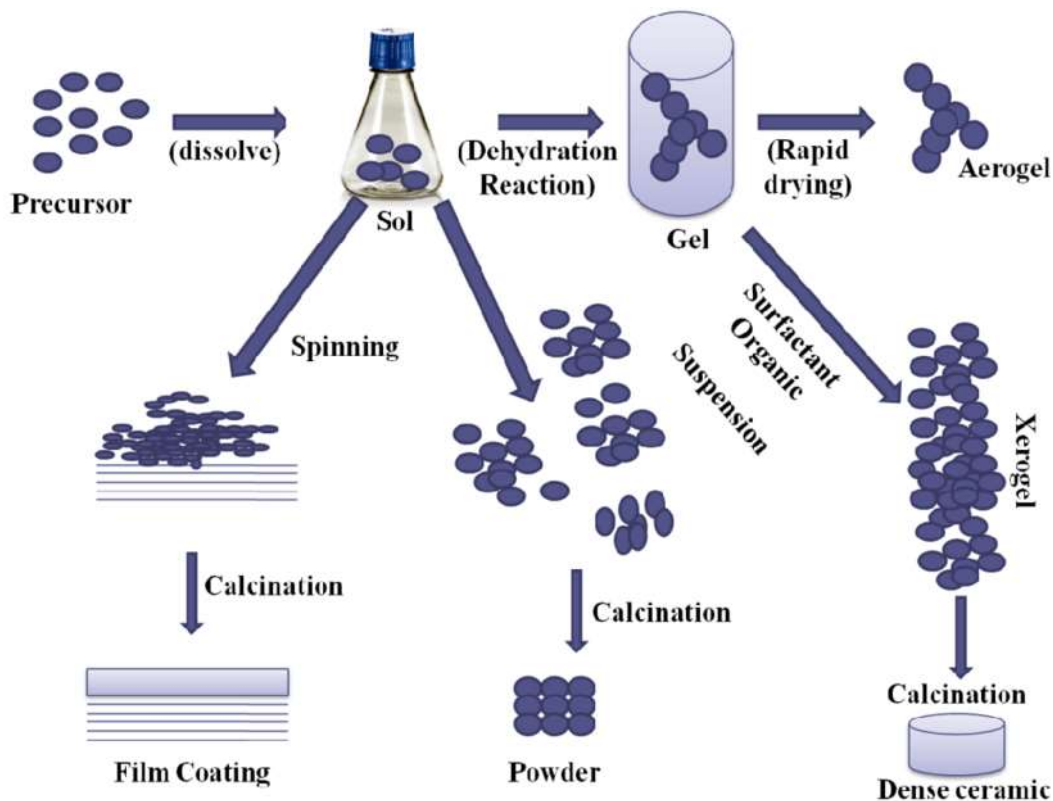 (dissolve)
(Dehydration
Reaction)
(Rapid
drying)
Precursor
Sol
Gel
Aerogel
Spinning
Suspension
Surfactant
Organic
Xerogel
Calcination
Calcination
Calcination
Film Coating
Powder
Dense ceramic